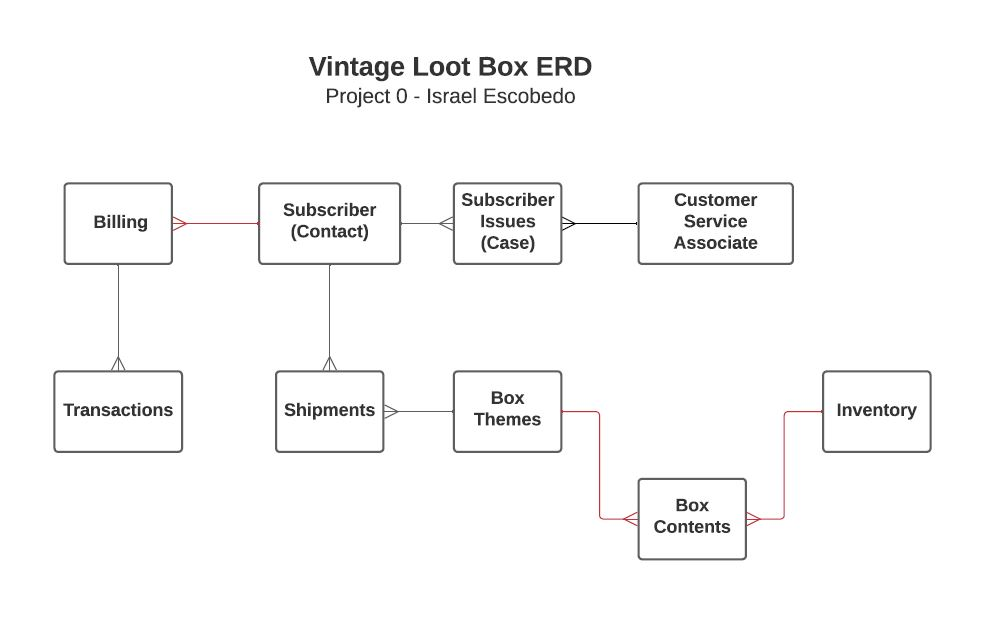 Vintage Loot Box ERD
Project 0 - Israel Escobedo
Billing
Subscriber
(Contact)
Subscriber
Issues
(Case)
Customer
Service
Associate
Transactions
Shipments
Box
Themes
Inventory
Box
Contents